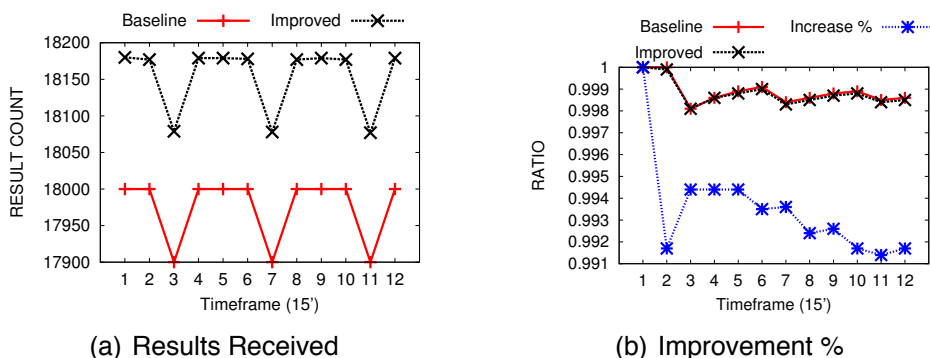 Baseline Improved
18200
18150
18100
18050
18000
17950
17900
RESULT COUNT
1 2 3 4 5 6 7 8 9 10 11 12
Timeframe (15')
(a) Results Received
Baseline Increase %
Improved
1
0.999
0.998
0.997
0.996
0.995
0.994
0.993
0.992
0.991
RATIO
1 2 3 4 5 6 7 8 9 10 11 12
Timeframe (15')
(b) Improvement %